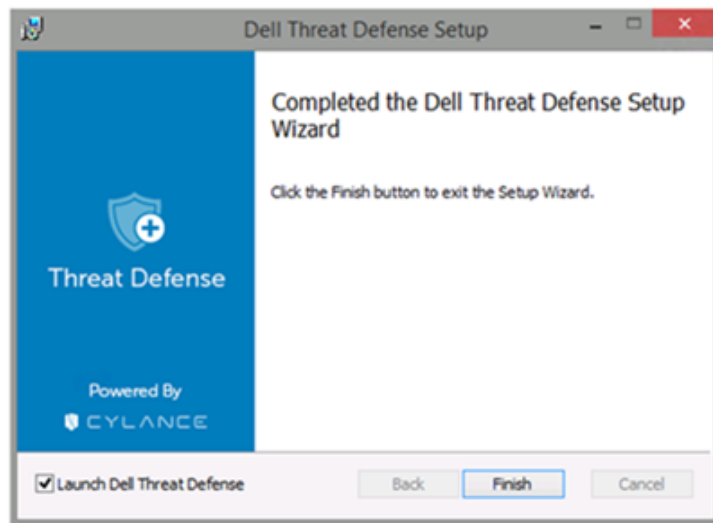 Dell Threat Defense Setup
Completed the Dell Threat Defense Setup
Wizard
Click the Finish button to exit the Setup Wizard.
Threat Defense
Powered By
CYLANCE
Launch Dell Threat Defense
Back
Finish
Cancel